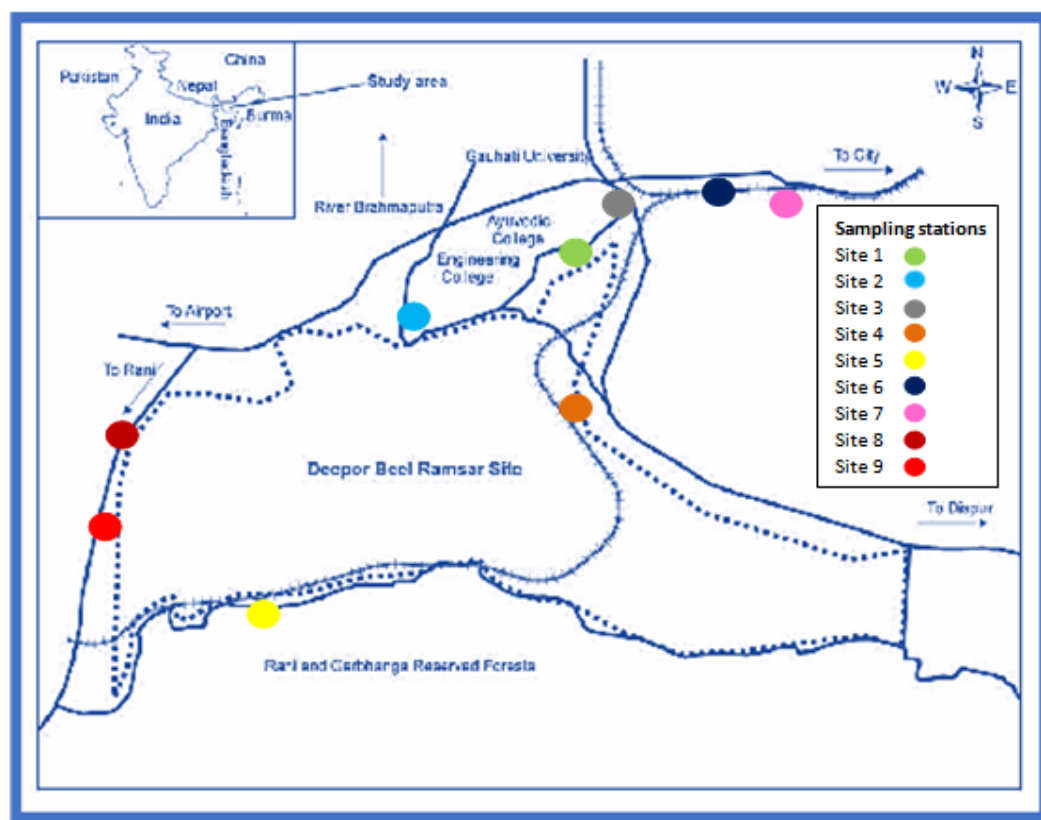 China
Pakistan
Nepal
Study area
India
Burma
Bangladesh
N
W
E
S
Gauhati University
To City
River Brahmaputra
Ayuvedic
College
Engineering
College
To Airport
To Rani
Deepor Beel Ramsar Site
To Dispur
Rani and Garbhanga Reserved Forests
Sampling stations
Site 1
Site 2
Site 3
Site 4
Site 5
Site 6
Site 7
Site 8
Site 9